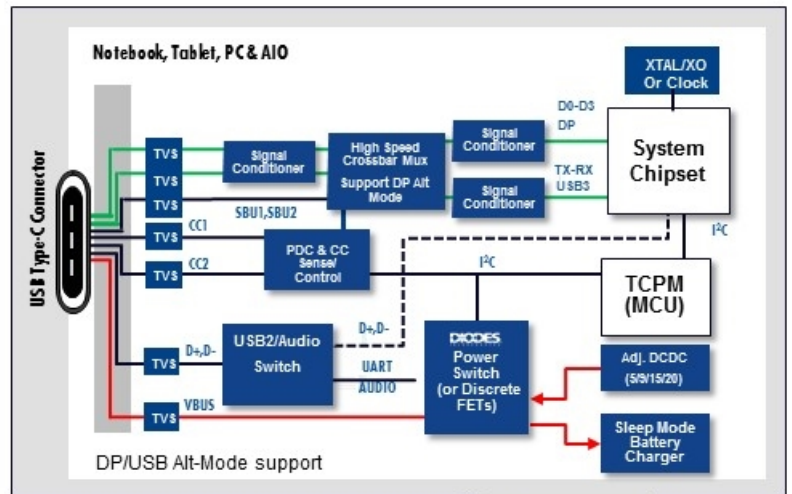 Notebook, Tablet, PC & AIO
XTAL/XO
Or Clock
USB Type-C Connector
TVS
TVS
TVS
Signal
Conditioner
High Speed
Crossbar Mux
Support DP Alt
Mode
Signal
Conditioner
D0-D3
DP
Signal
Conditioner
TX-RX
USB3
System
Chipset
SBU1,SBU2
TVS
CC1
TVS
CC2
PDC & CC
Sense/
Control
I²C
I²C
TCPM
(MCU)
TVS
D+,D-
USB2/Audio
Switch
D+,D-
UART
AUDIO
DIODES
Power
Switch
(or Discrete
FETs)
Adj. DCDC
(5/9/15/20)
TVS
VBUS
Sleep Mode
Battery
Charger
DP/USB Alt-Mode support